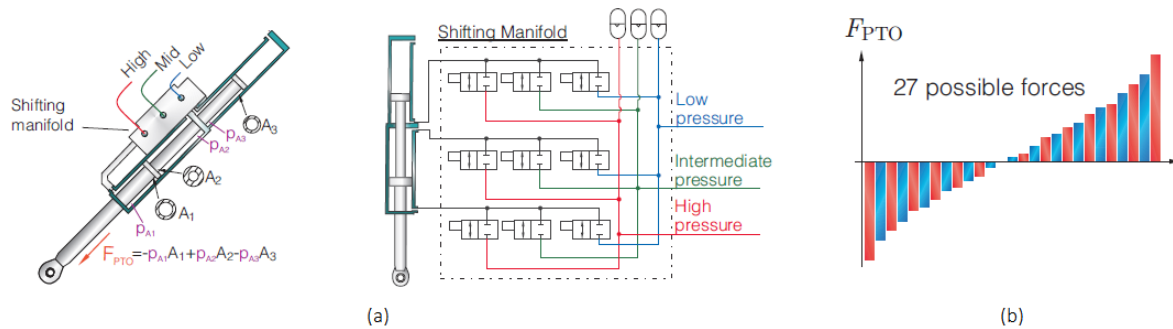 High
Mid
Low
Shifting
manifold
pA3
pA2
A3
A2
A1
pA1
FPTO=-pA1A1+pA2A2-pA3A3
Shifting Manifold
Low
pressure
Intermediate
pressure
High
pressure
(a)
FPTO
27 possible forces
(b)